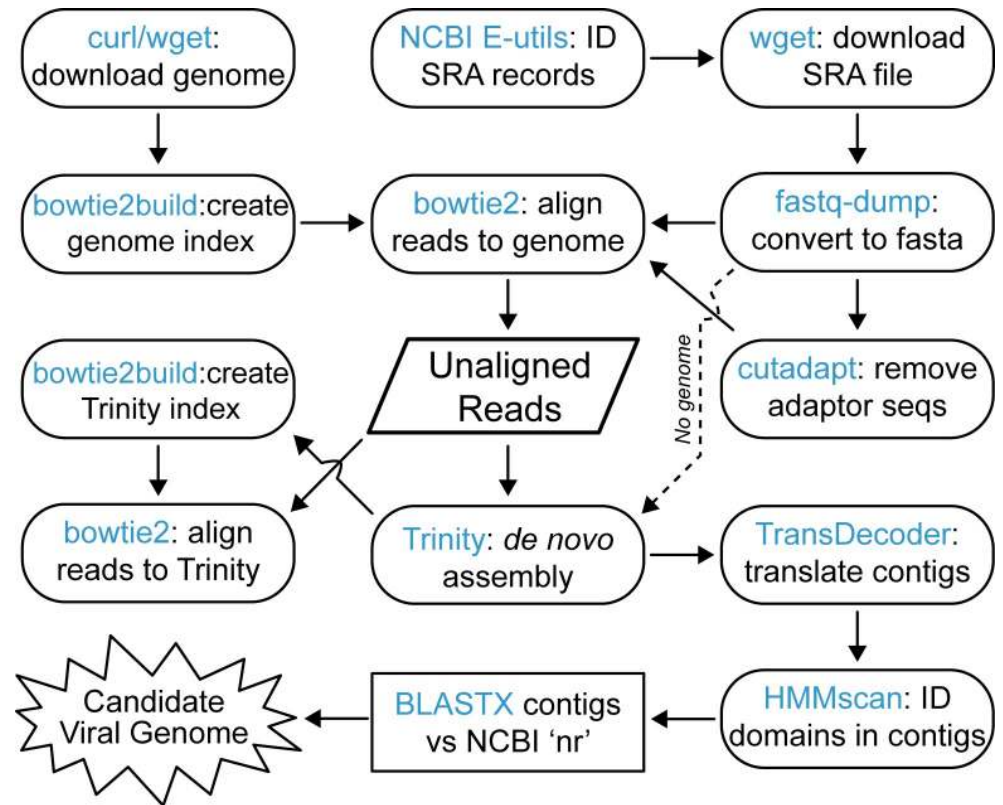 curl/wget:
download genome
NCBI E-utils: ID
SRA records
wget: download
SRA file
bowtie2build:create
genome index
bowtie2: align
reads to genome
fastq-dump:
convert to fasta
bowtie2build:create
Trinity index
Unaligned
Reads
No genome
cutadapt: remove
adaptor seqs
bowtie2: align
reads to Trinity
Trinity: de novo
assembly
TransDecoder:
translate contigs
Candidate
Viral Genome
BLASTX contigs
vs NCBI ‘nr’
HMMscan: ID
domains in contigs